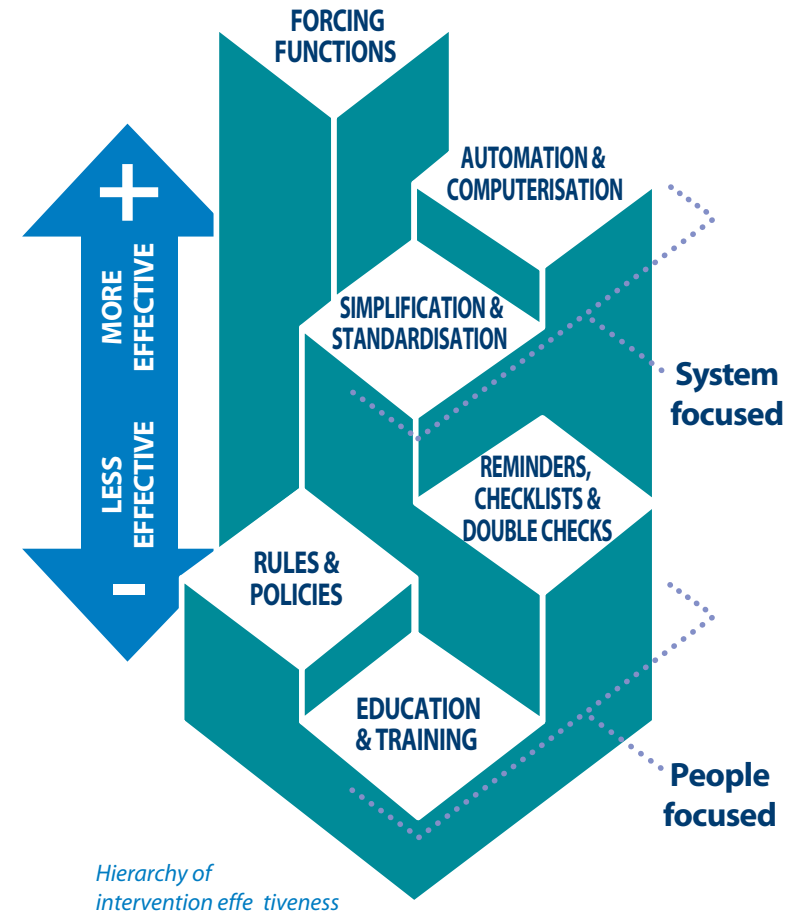 FORCING
FUNCTIONS
AUTOMATION &
COMPUTERISATION
+
MORE
EFFECTIVE
SIMPLIFICATION &
STANDARDISATION
System
focused
LESS
EFFECTIVE
REMINDERS,
CHECKLISTS &
DOUBLE CHECKS
RULES &
POLICIES
-
EDUCATION
& TRAINING
People
focused
Hierarchy of
intervention effe tiveness